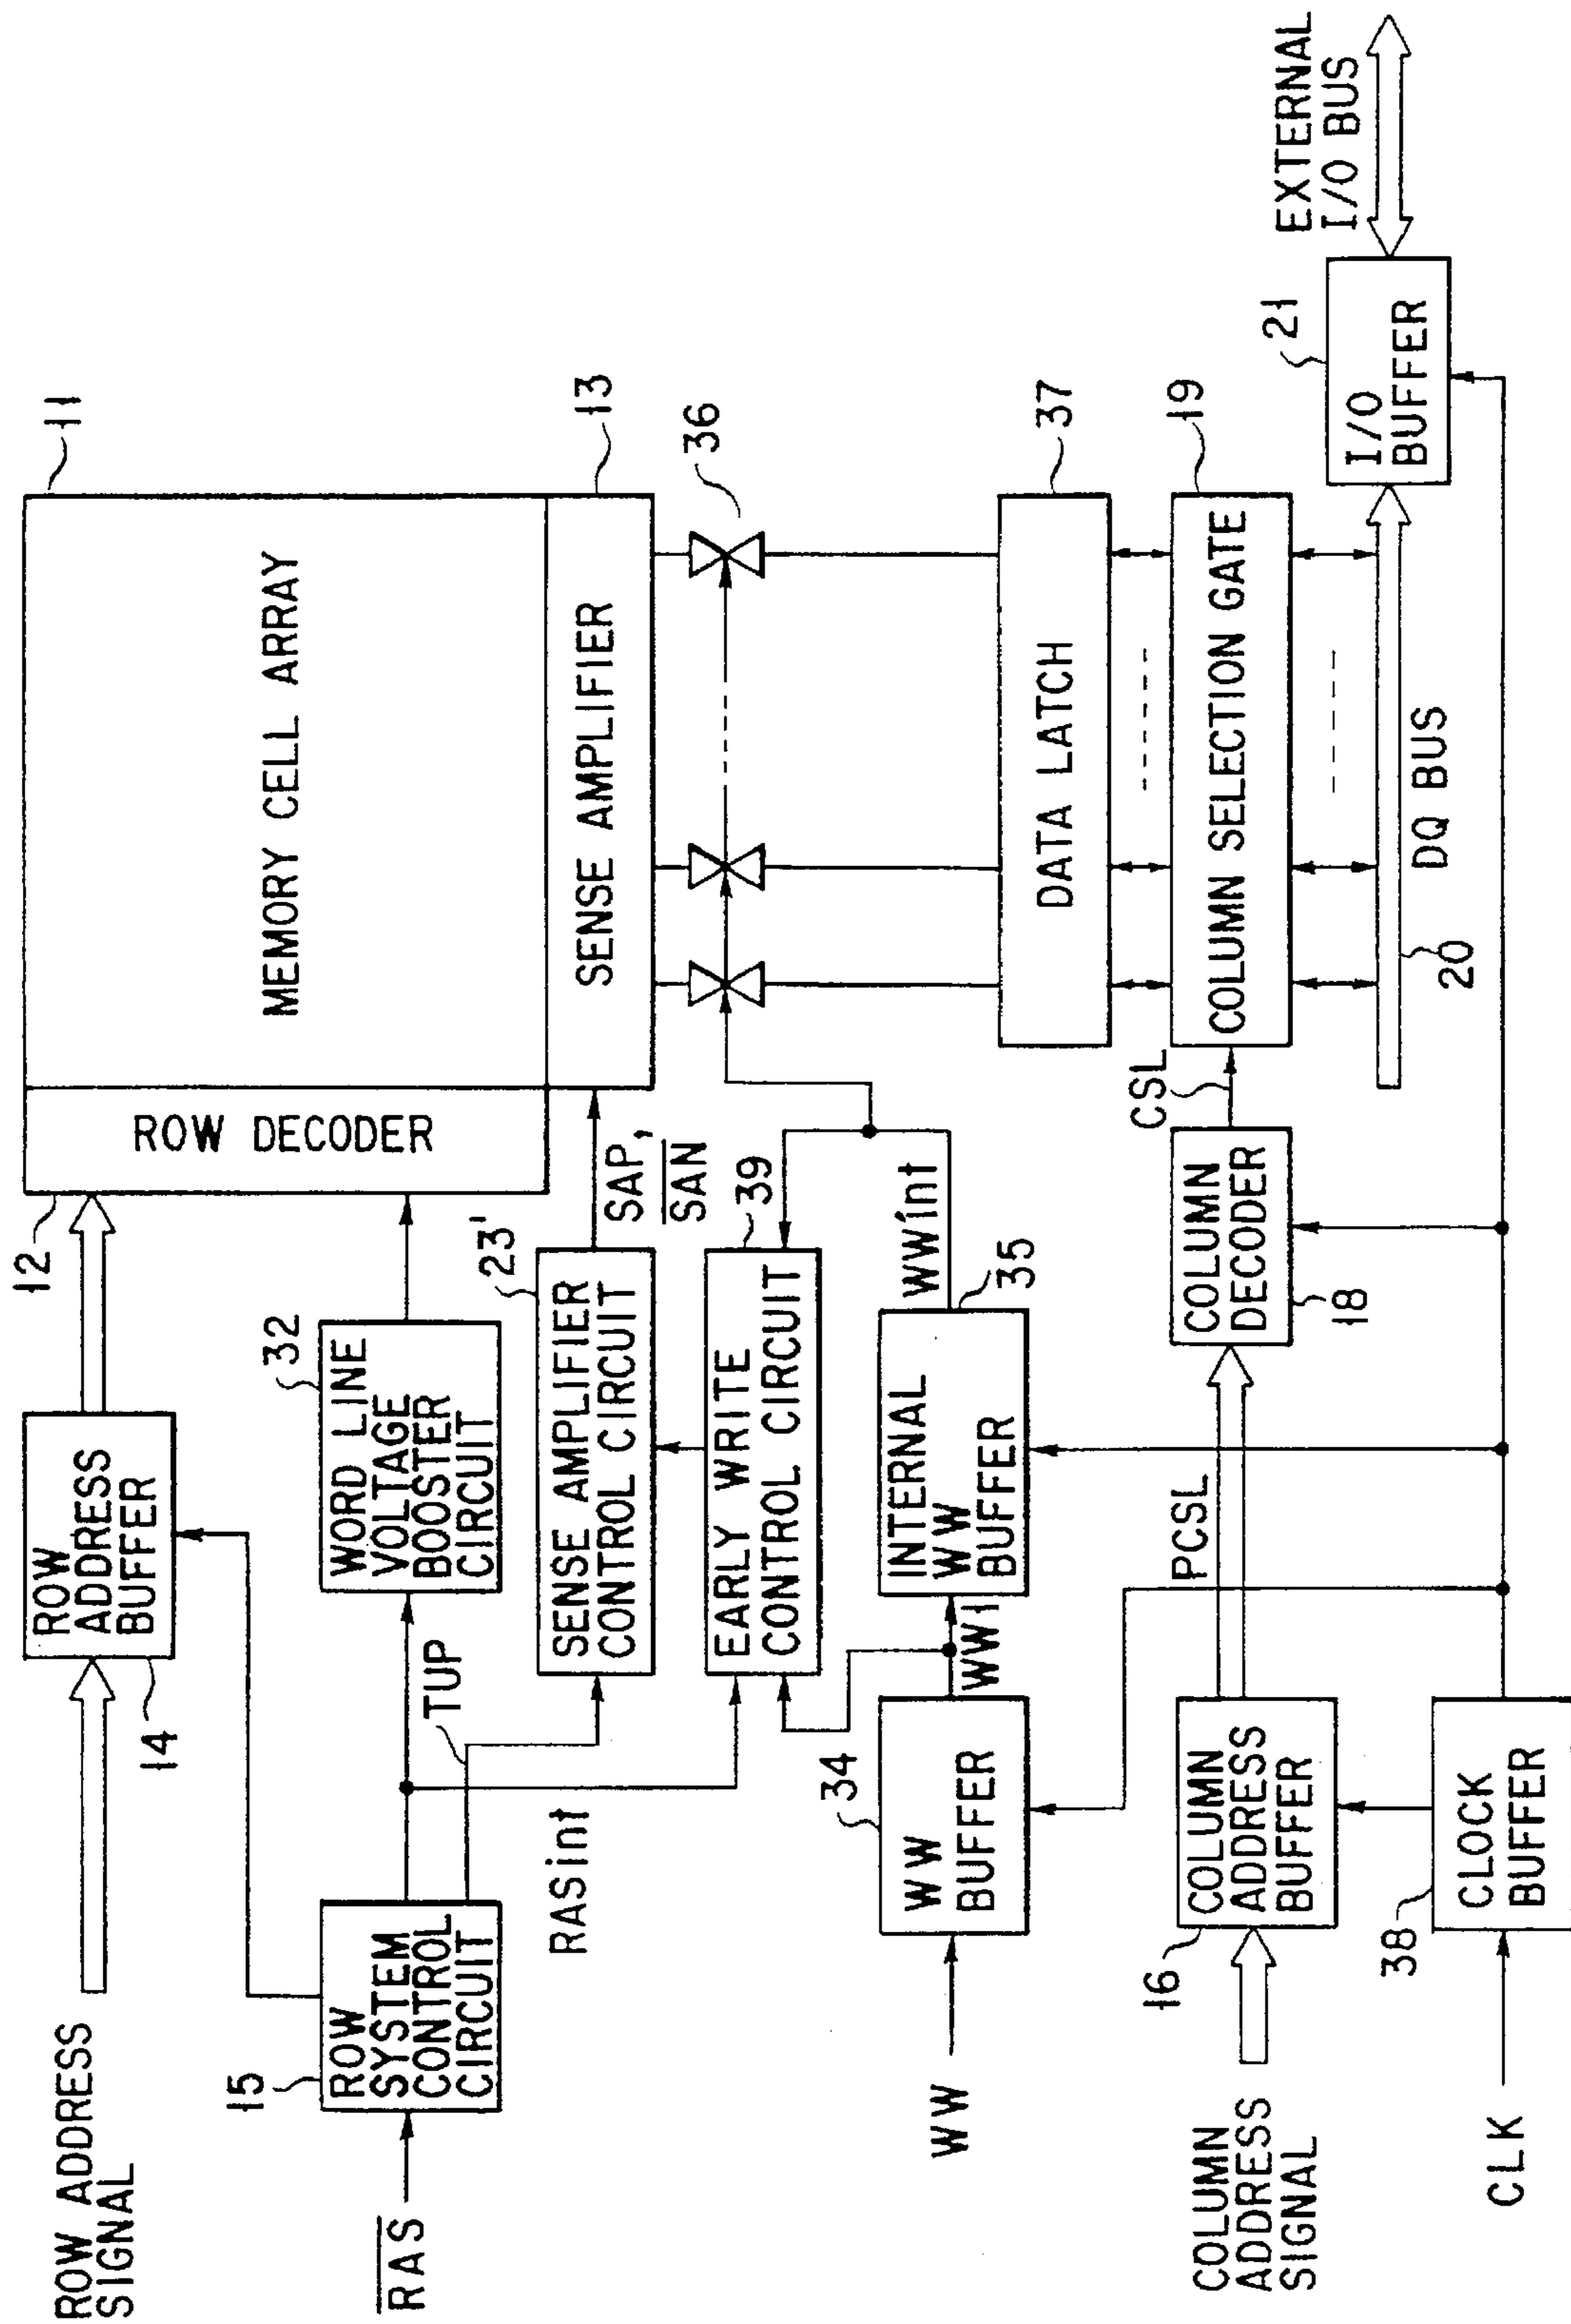 ROW ADDRESS
SIGNAL
14
ROW
ADDRESS
BUFFER
12
ROW DECODER
MEMORY CELL ARRAY
11
RAS
15
ROW
SYSTEM
CONTROL
CIRCUIT
TUP
32
WORD LINE
VOLTAGE
BOOSTER
CIRCUIT
RASint
23'
SENSE AMPLIFIER
CONTROL CIRCUIT
SAP,
SAN
SENSE AMPLIFIER
13
39
EARLY WRITE
CONTROL CIRCUIT
36
WW
34
WW
BUFFER
WW1
INTERNAL
WW
BUFFER
35
WWint
DATA LATCH
37
COLUMN
ADDRESS
SIGNAL
16
COLUMN
ADDRESS
BUFFER
PCSL
COLUMN
DECODER
18
CSL
COLUMN SELECTION GATE
19
20
DQ BUS
21
I/O
BUFFER
EXTERNAL
I/O BUS
CLK
38
CLOCK
BUFFER